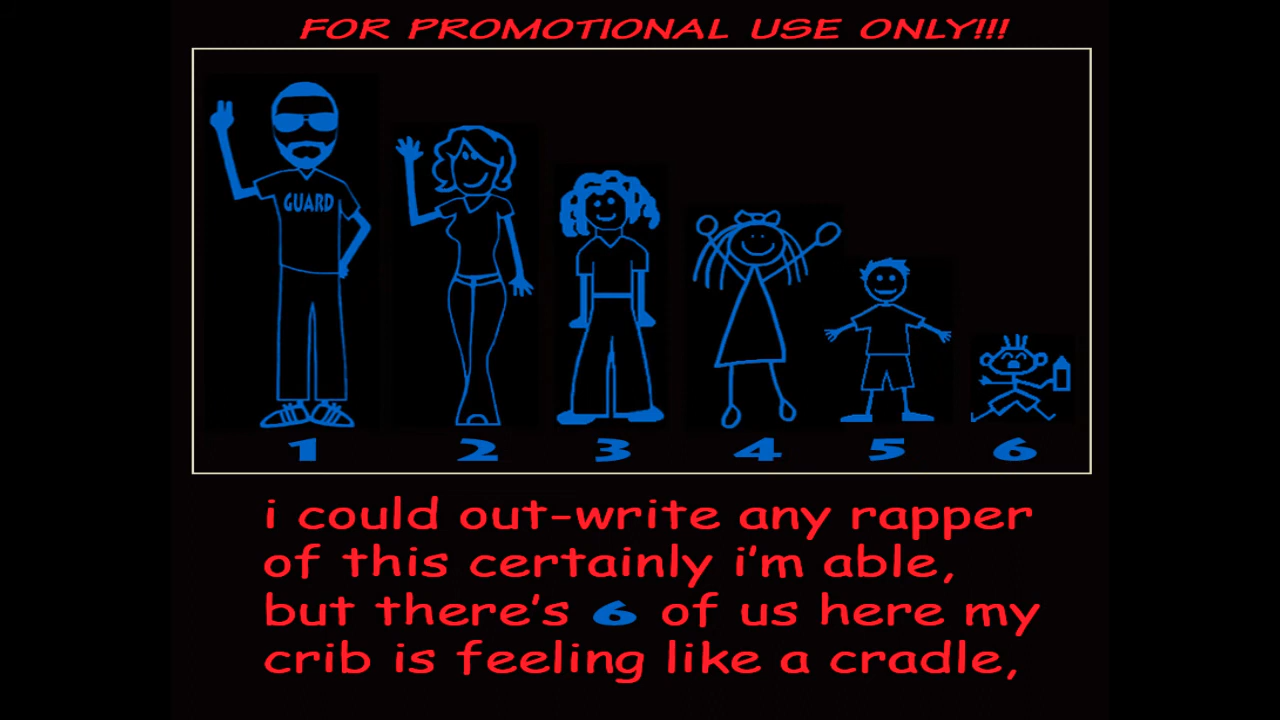 FOR PROMOTIONAL USE ONLY!!!
GUARD
1 2 3 4 5 6
i could out-write any rapper
of this certainly i'm able,
but there's 6 of us here my
crib is feeling like a cradle,